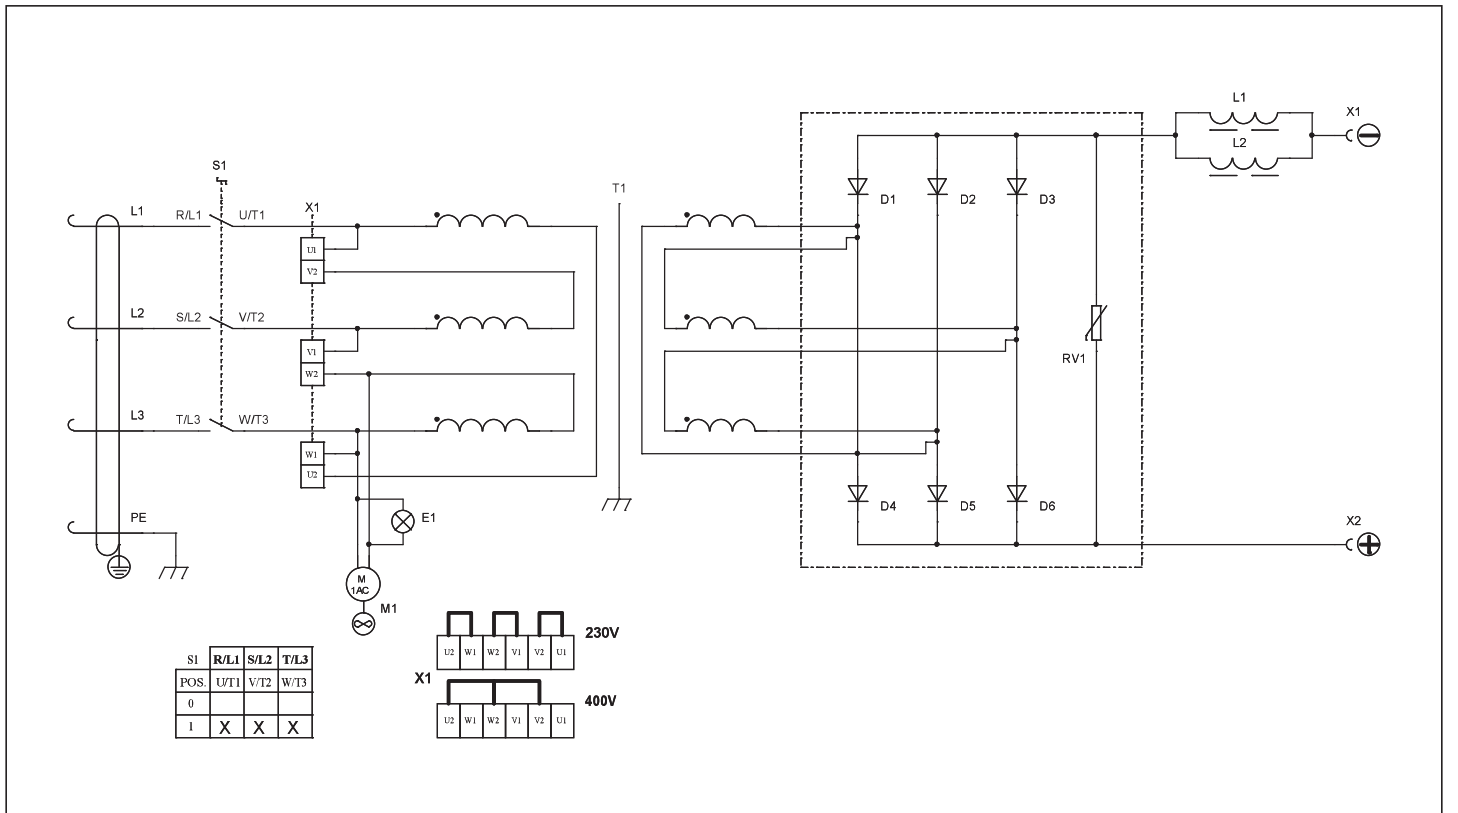 L1 X1
L2
S1
T1
D1 D2 D3
L1 R/L1 U/T1 X1
U1
V2
L2 S/L2 V/T2
V1
RV1
W2
L3 T/L3 W/T3
W1
U2
D4 D5 D6
PE E1 X2
M
1AC
M1
230V
U2 W1 W2 V1 V2 U1
S1 R/L1 S/L2 T/L3
X1
POS. U/T1 V/T2 W/T3
400V
0
U2 W1 W2 V1 V2 U1
1 X X X